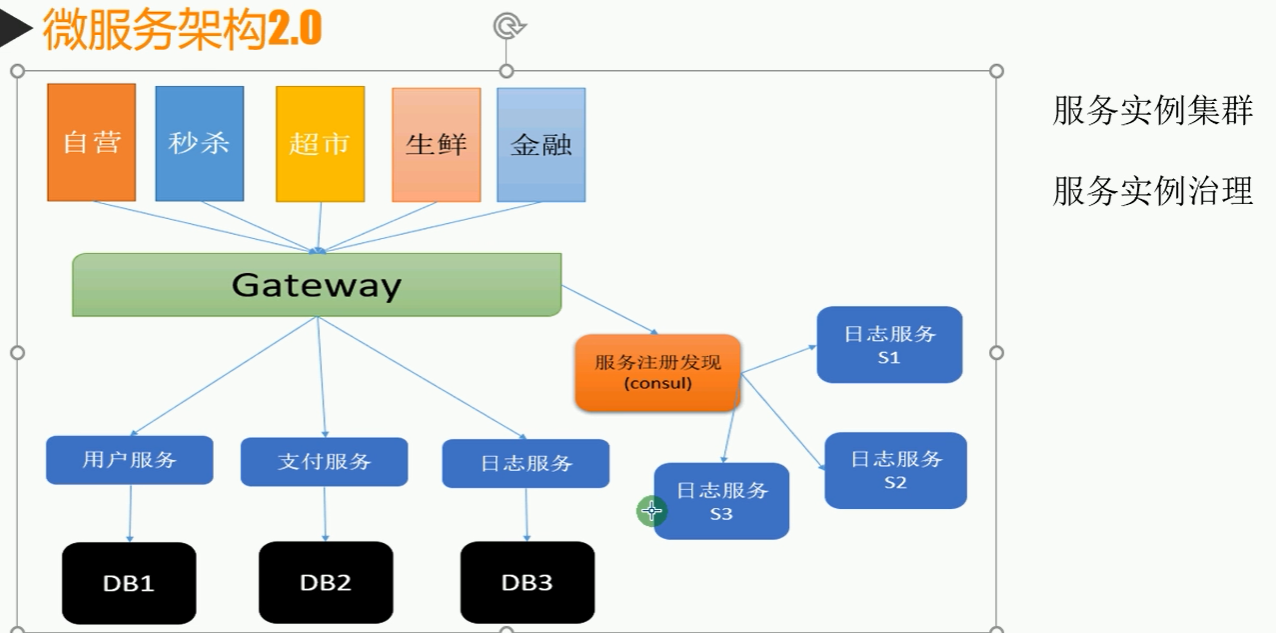 微服务架构2.0
自营
秒杀
超市
生鲜
金融
服务实例集群
服务实例治理
Gateway
服务注册发现
(consul)
日志服务
S1
日志服务
S2
日志服务
S3
用户服务
支付服务
日志服务
DB1
DB2
DB3